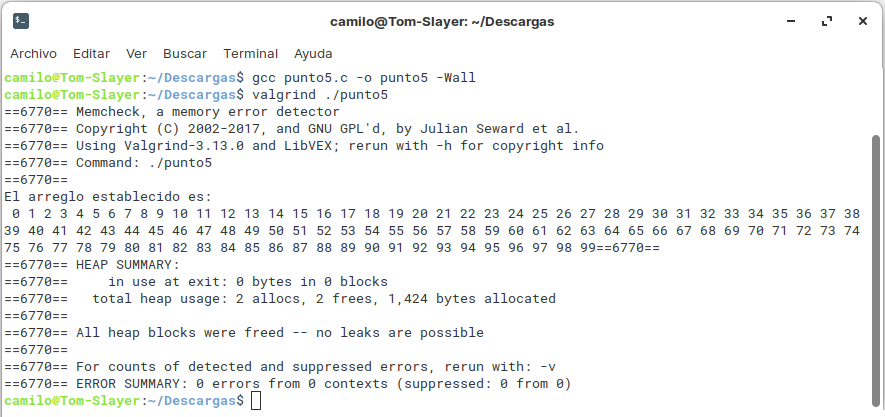 camilo@Tom-Slayer: ~/Descargas
Archivo Editar Ver Buscar Terminal Ayuda
camilo@Tom-Slayer:~/Descargas$ gcc punto5.c -o punto5 -Wall
camilo@Tom-Slayer:~/Descargas$ valgrind ./punto5
==6770== Memcheck, a memory error detector
==6770== Copyright (C) 2002-2017, and GNU GPL'd, by Julian Seward et al.
==6770== Using Valgrind-3.13.0 and LibVEX; rerun with -h for copyright info
==6770== Command: ./punto5
==6770==
El arreglo establecido es:
 0 1 2 3 4 5 6 7 8 9 10 11 12 13 14 15 16 17 18 19 20 21 22 23 24 25 26 27 28 29 30 31 32 33 34 35 36 37 38
39 40 41 42 43 44 45 46 47 48 49 50 51 52 53 54 55 56 57 58 59 60 61 62 63 64 65 66 67 68 69 70 71 72 73 74
75 76 77 78 79 80 81 82 83 84 85 86 87 88 89 90 91 92 93 94 95 96 97 98 99==6770==
==6770== HEAP SUMMARY:
==6770==     in use at exit: 0 bytes in 0 blocks
==6770==   total heap usage: 2 allocs, 2 frees, 1,424 bytes allocated
==6770==
==6770== All heap blocks were freed -- no leaks are possible
==6770==
==6770== For counts of detected and suppressed errors, rerun with: -v
==6770== ERROR SUMMARY: 0 errors from 0 contexts (suppressed: 0 from 0)
camilo@Tom-Slayer:~/Descargas$